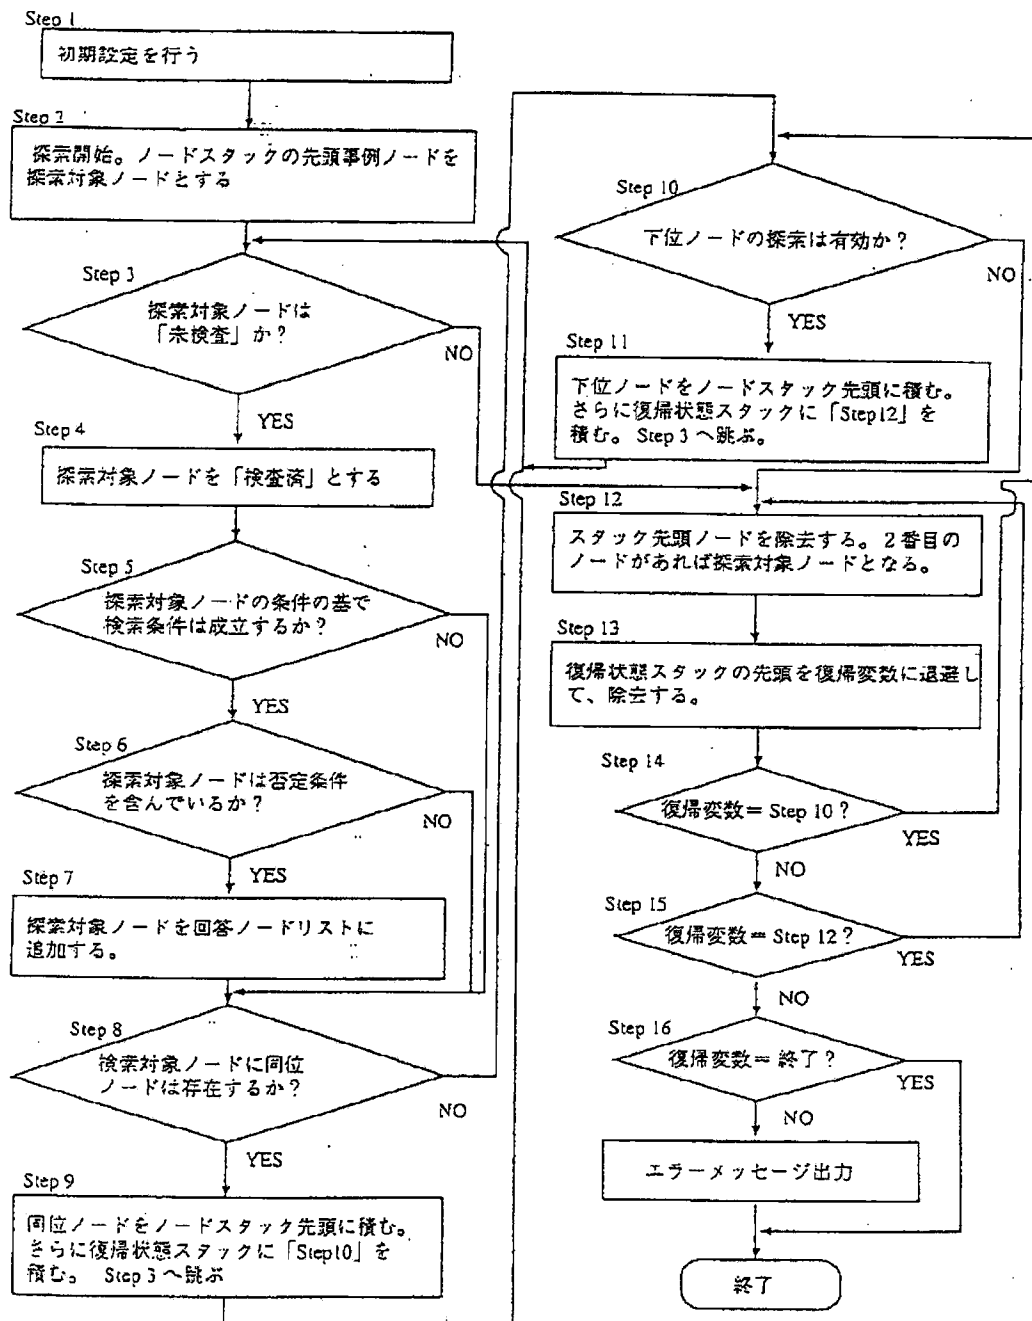 Step 1
初期設定を行う
Step 2
探索開始。ノードスタックの先頭事例ノードを
探索対象ノードとする
Step 3
探索対象ノードは
「未検査」か？
NO
YES
Step 4
探索対象ノードを「検査済」とする
Step 5
探索対象ノードの条件の基で
検索条件は成立するか？
NO
YES
Step 6
探索対象ノードは否定条件
を含んでいるか？
NO
YES
Step 7
探索対象ノードを回答ノードリストに
追加する。
Step 8
検索対象ノードに同位
ノードは存在するか？
NO
YES
Step 9
同位ノードをノードスタック先頭に積む。
さらに復帰状態スタックに「Step10」を
積む。 Step 3 へ跳ぶ
Step 10
下位ノードの探索は有効か？
NO
YES
Step 11
下位ノードをノードスタック先頭に積む。
さらに復帰状態スタックに「Step12」を
積む。 Step 3 へ跳ぶ。
Step 12
スタック先頭ノードを除去する。２番目の
ノードがあれば探索対象ノードとなる。
Step 13
復帰状態スタックの先頭を復帰変数に退避し
て、除去する。
Step 14
復帰変数＝ Step 10 ?
YES
NO
Step 15
復帰変数＝ Step 12 ?
YES
NO
Step 16
復帰変数＝ 終了？
YES
NO
エラーメッセージ出力
終了